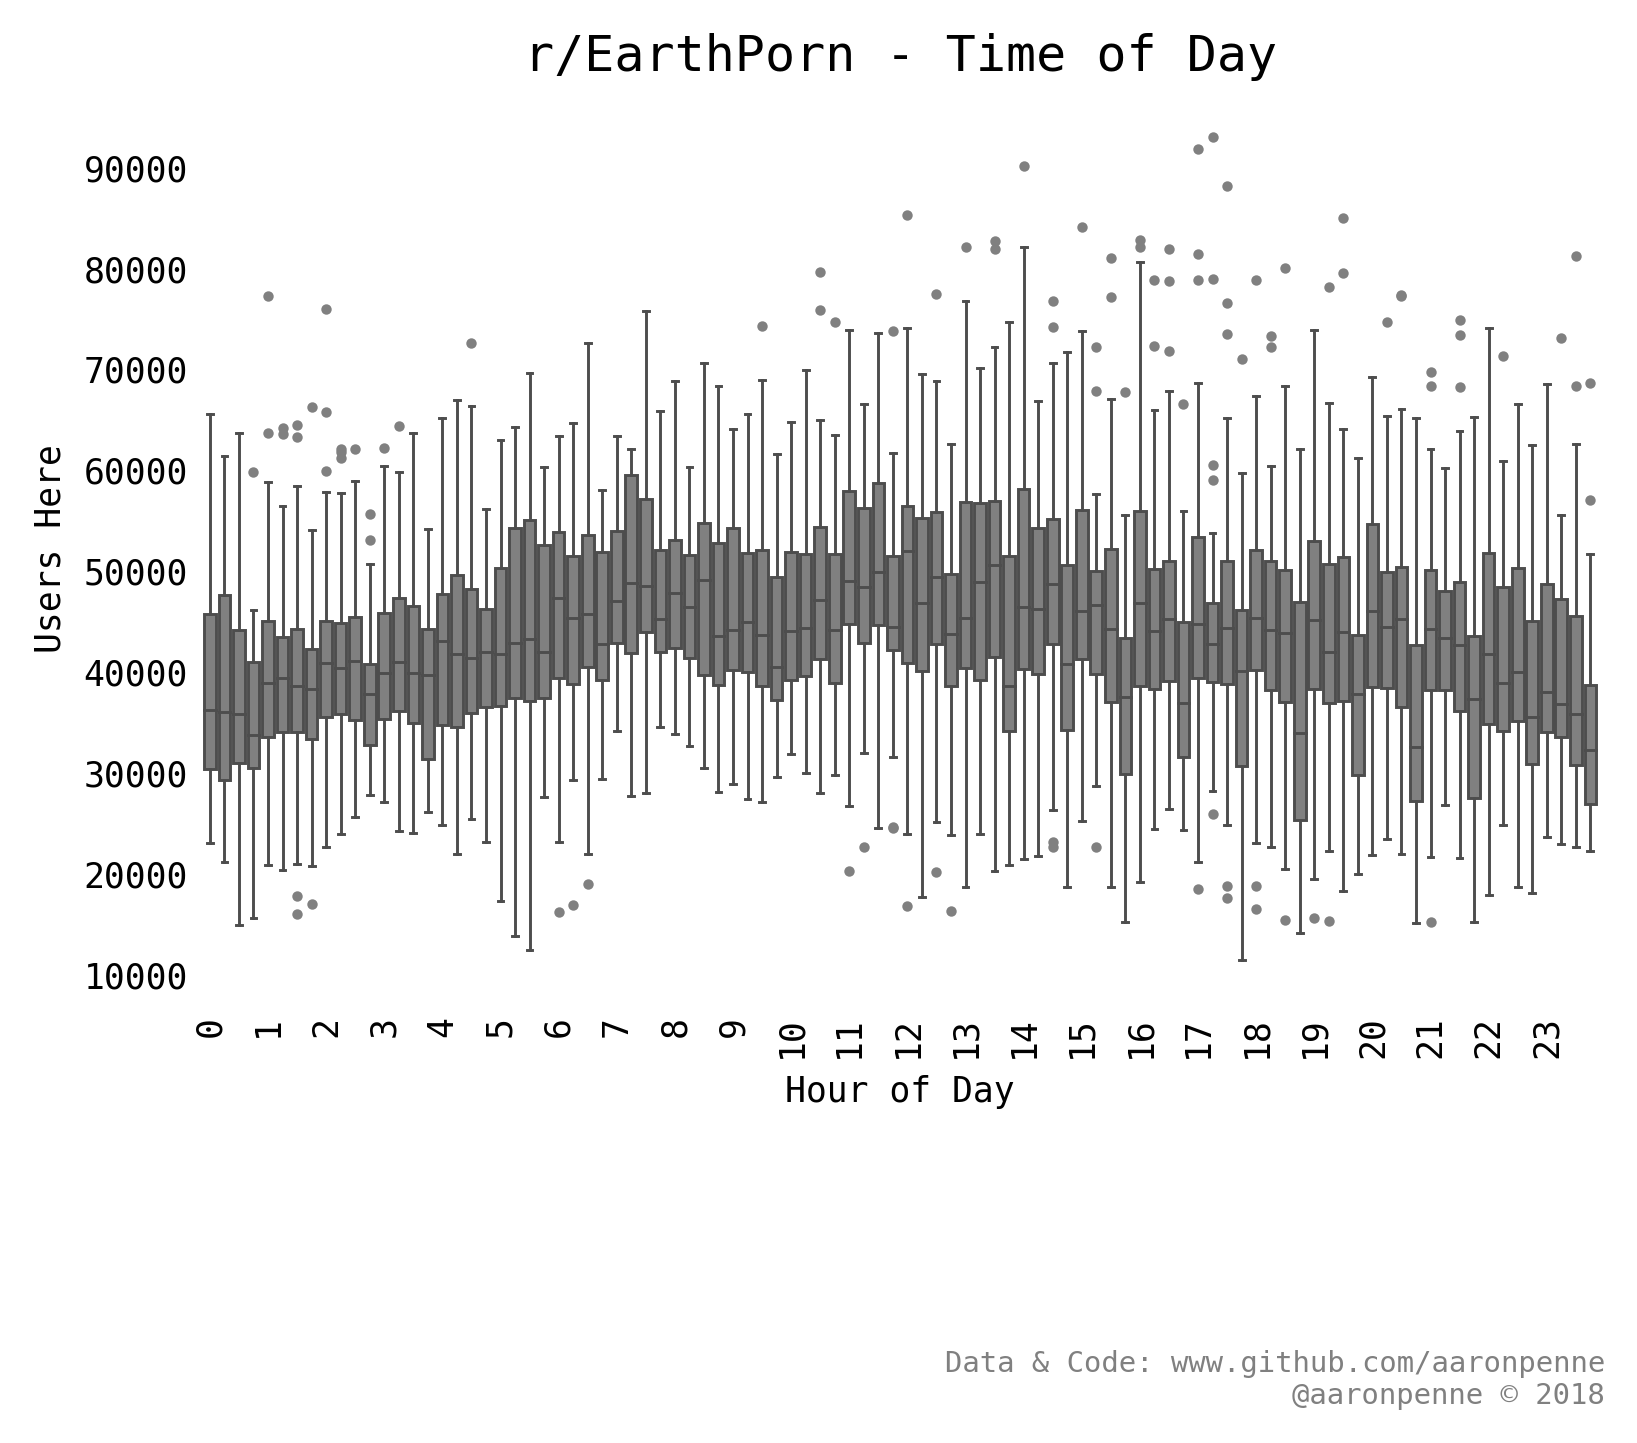 r/EarthPorn - Time of Day
90000
80000
70000
60000
50000
40000
30000
20000
10000
Users Here
0 1 2 3 4 5 6 7 8 9 10 11 12 13 14 15 16 17 18 19 20 21 22 23
Hour of Day
Data & Code: www.github.com/aaronpenne
@aaronpenne © 2018